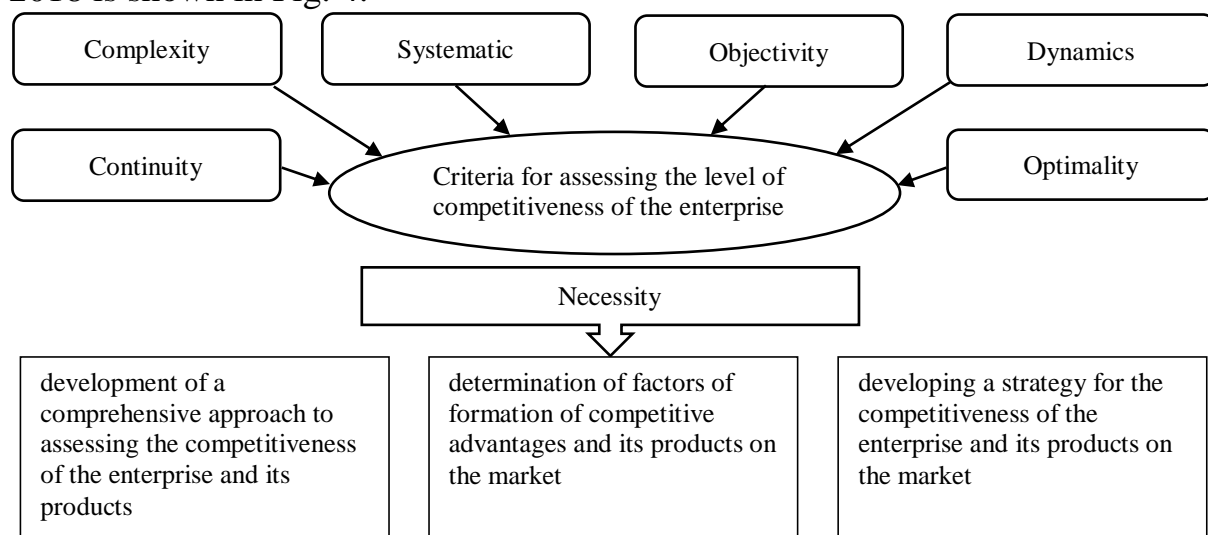 2018 is shown in Fig.
Complexity
Systematic
Objectivity
Dynamics
Continuity
Optimality
Criteria for assessing the level of
competitiveness of the enterprise
Necessity
development of a
comprehensive approach to
assessing the competitiveness
of the enterprise and its
products
determination of factors of
formation of competitive
advantages and its products on
the market
developing a strategy for the
competitiveness of the
enterprise and its products on
the market